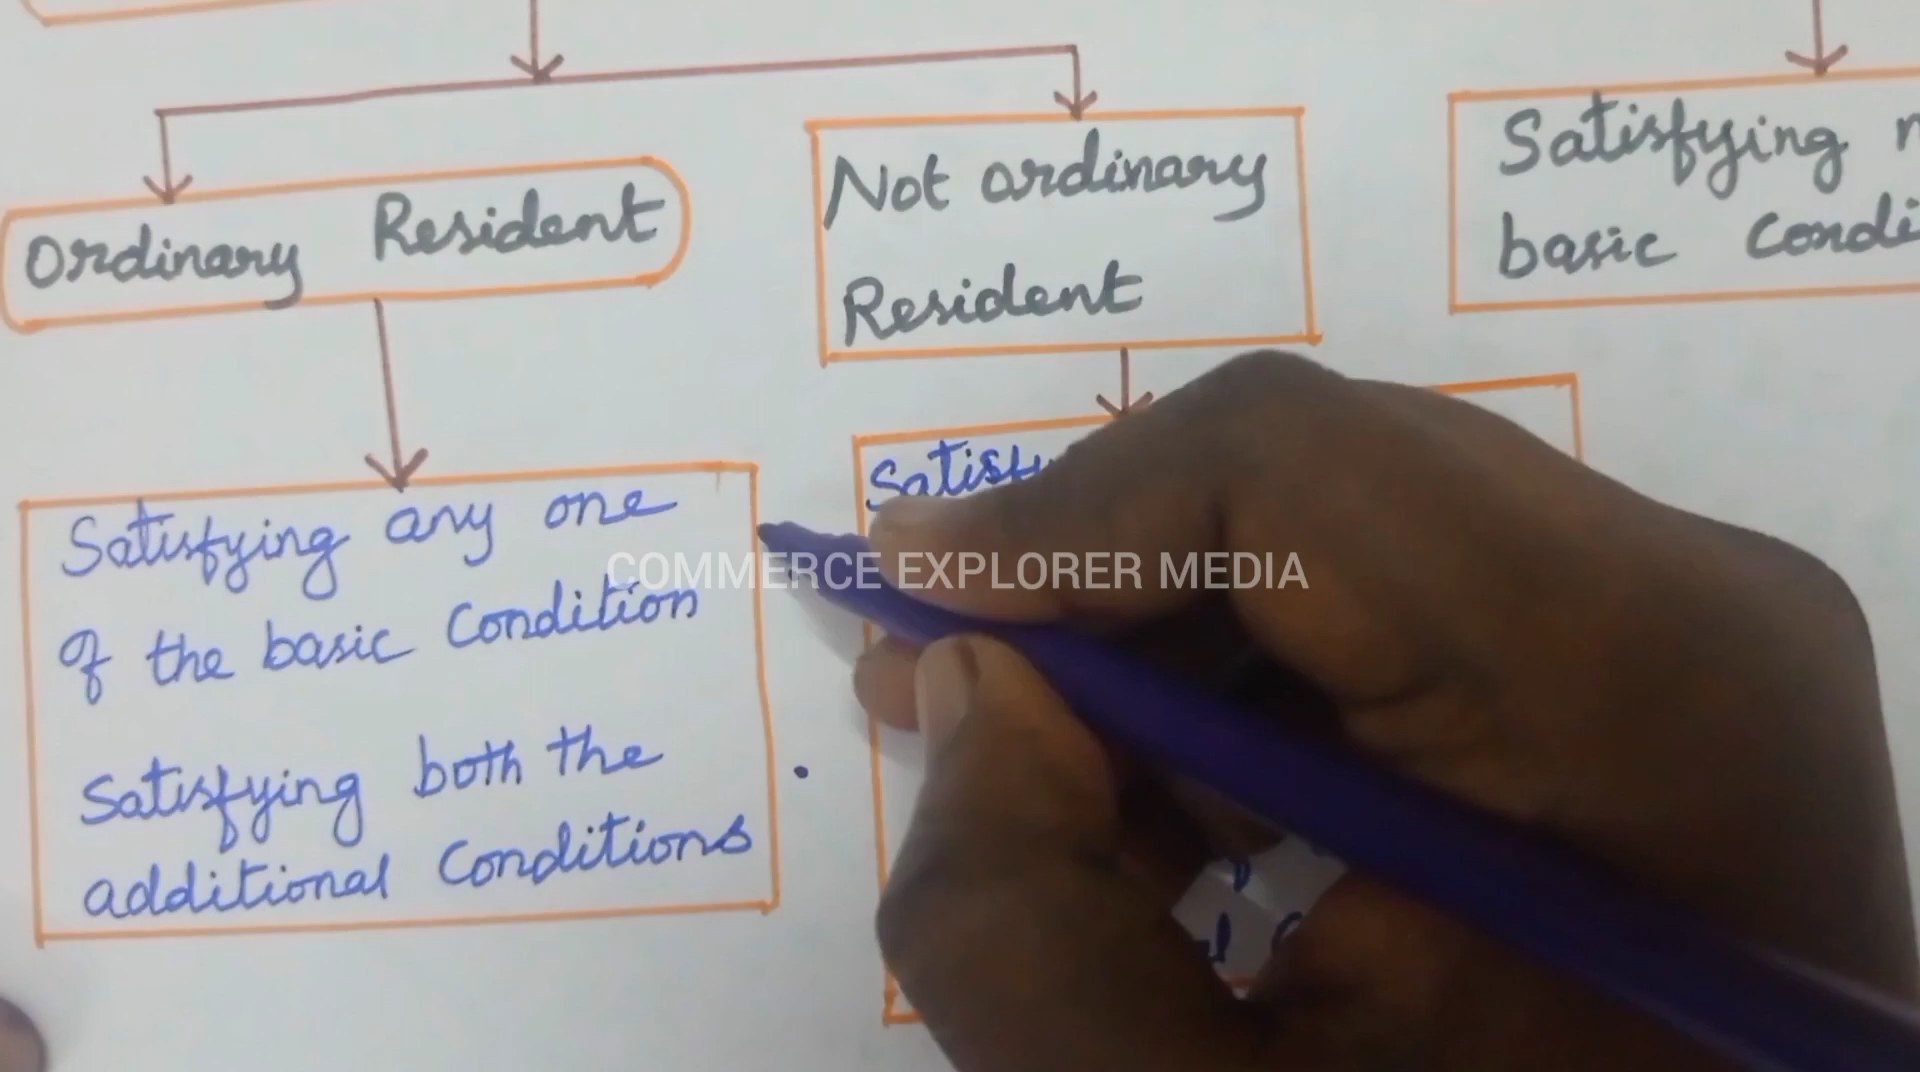 Ordinary Resident
Not ordinary
Resident
Satisfying
basic
Satisfying any one
of the basic Condition
Satisfying both the
additional Conditions
COMMERCE EXPLORER MEDIA